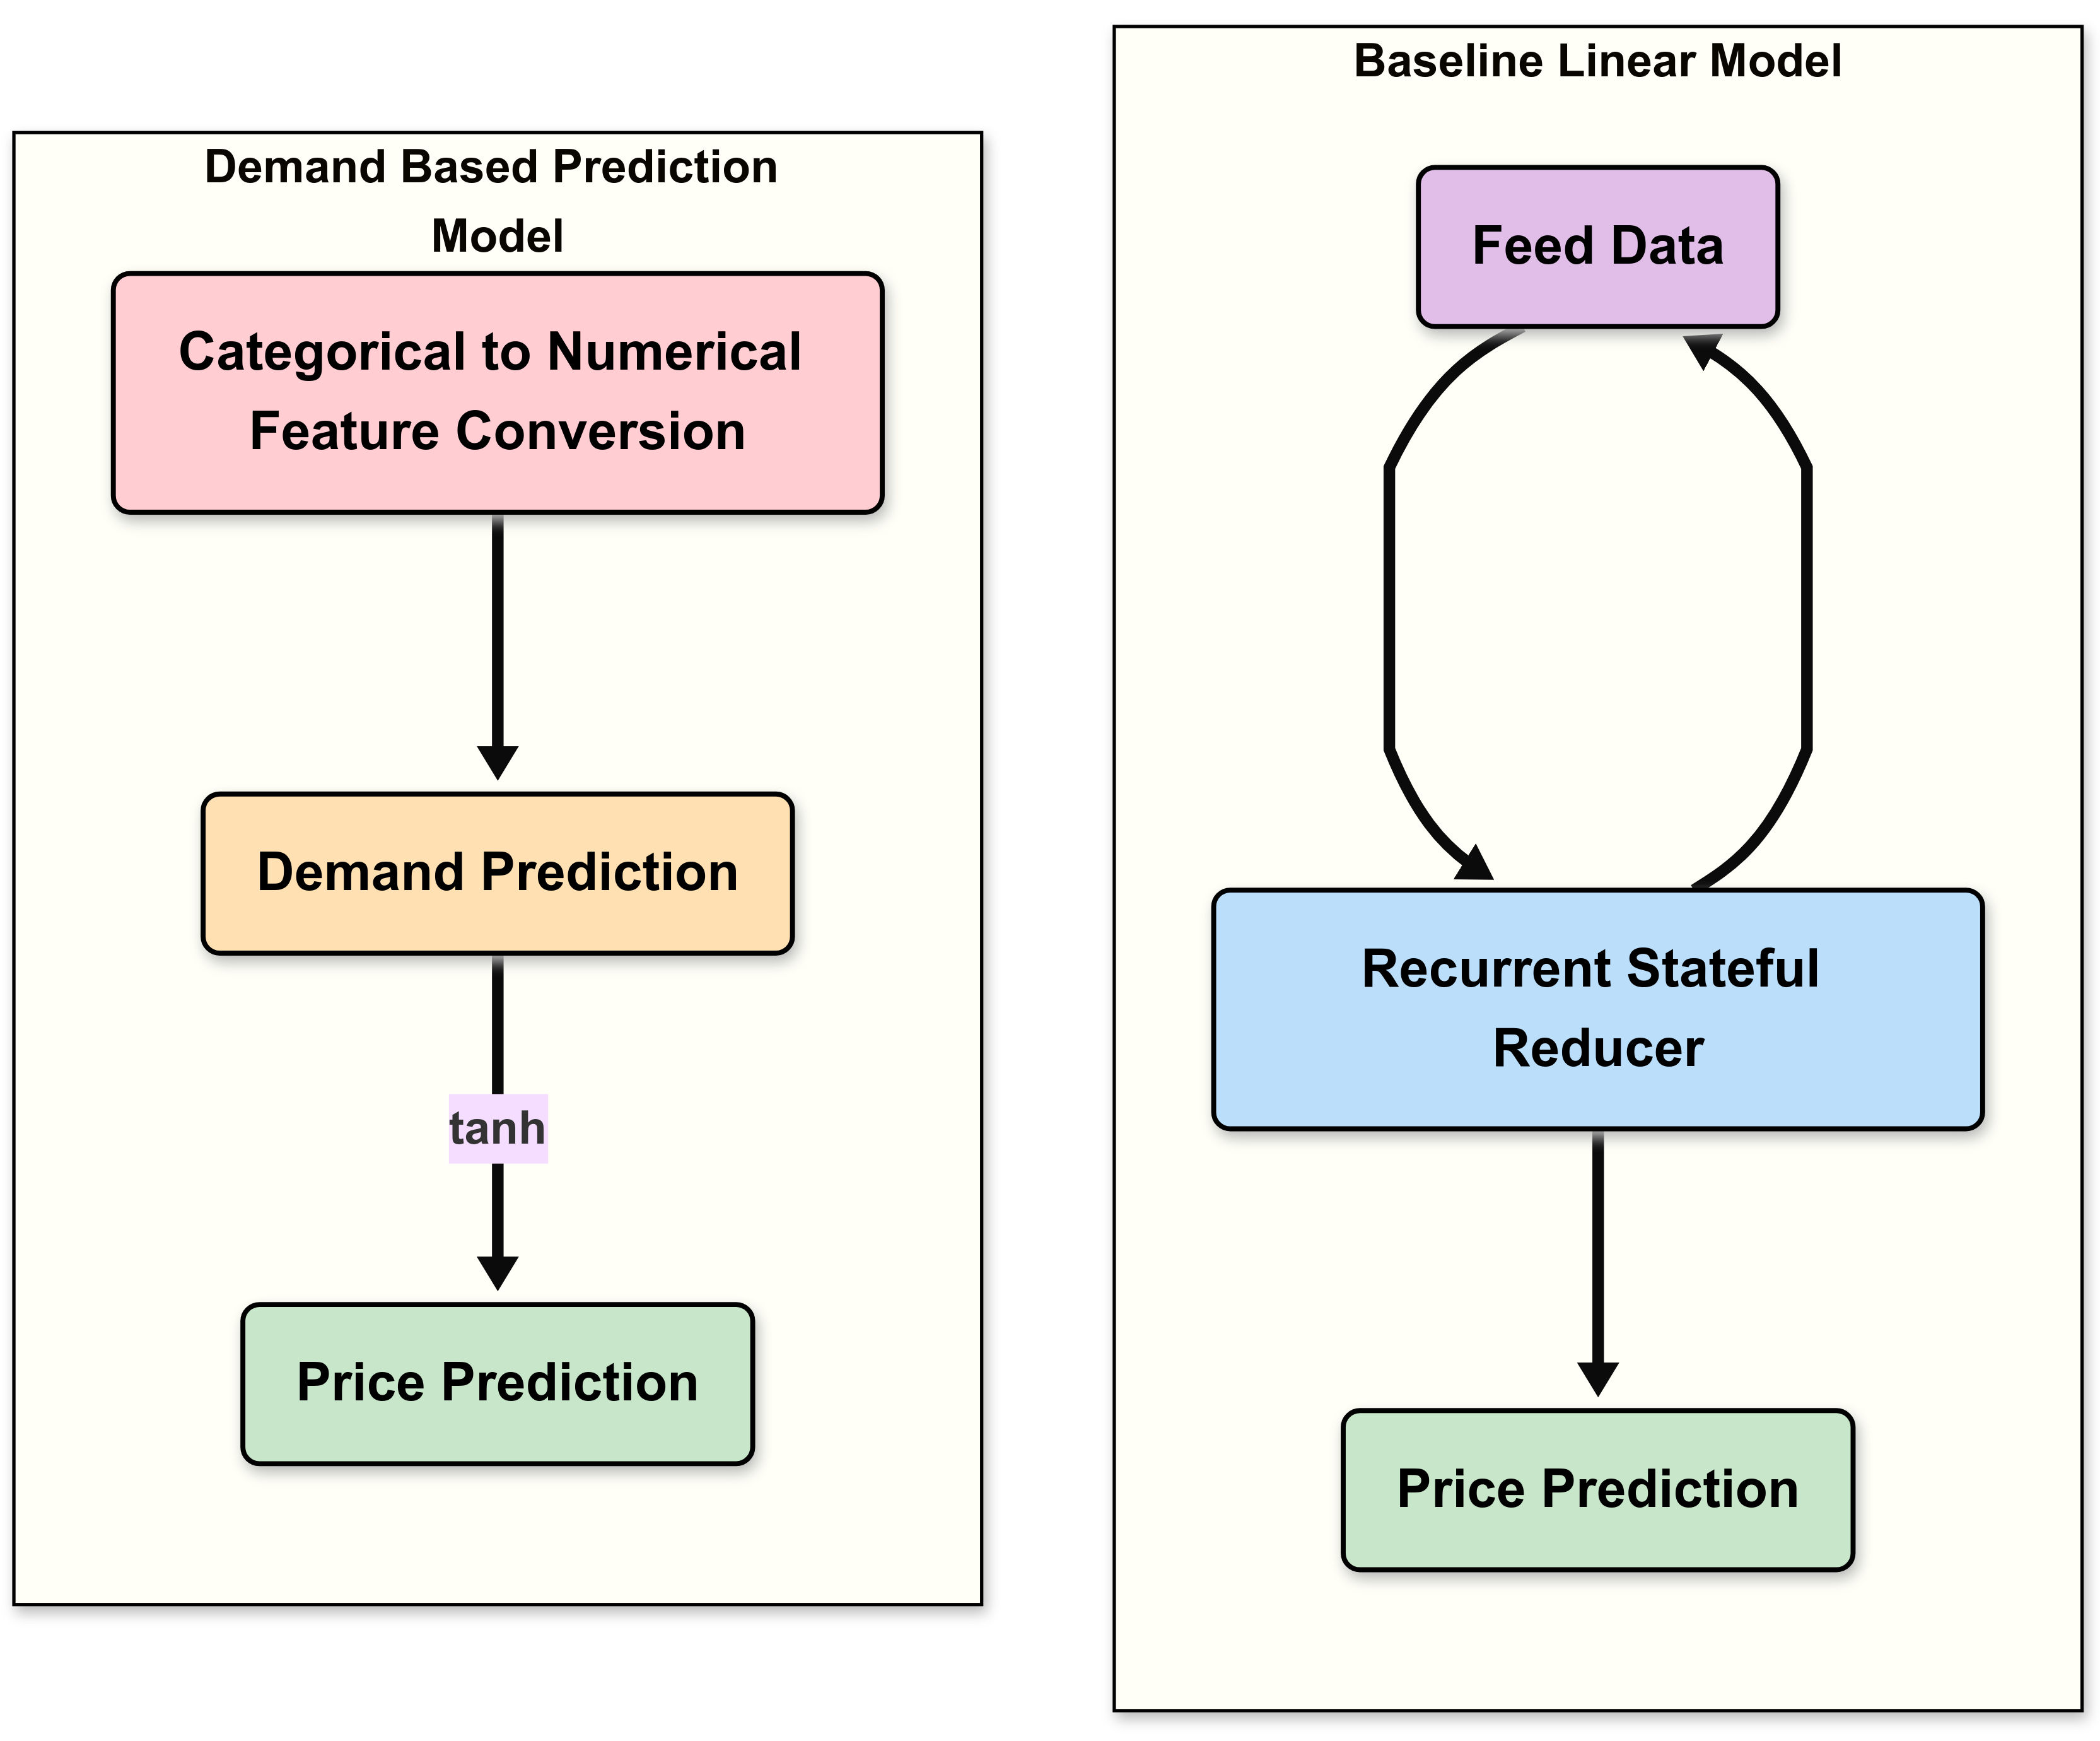 Demand Based Prediction
Model
Categorical to Numerical
Feature Conversion
Demand Prediction
tanh
Price Prediction
Baseline Linear Model
Feed Data
Recurrent Stateful
Reducer
Price Prediction